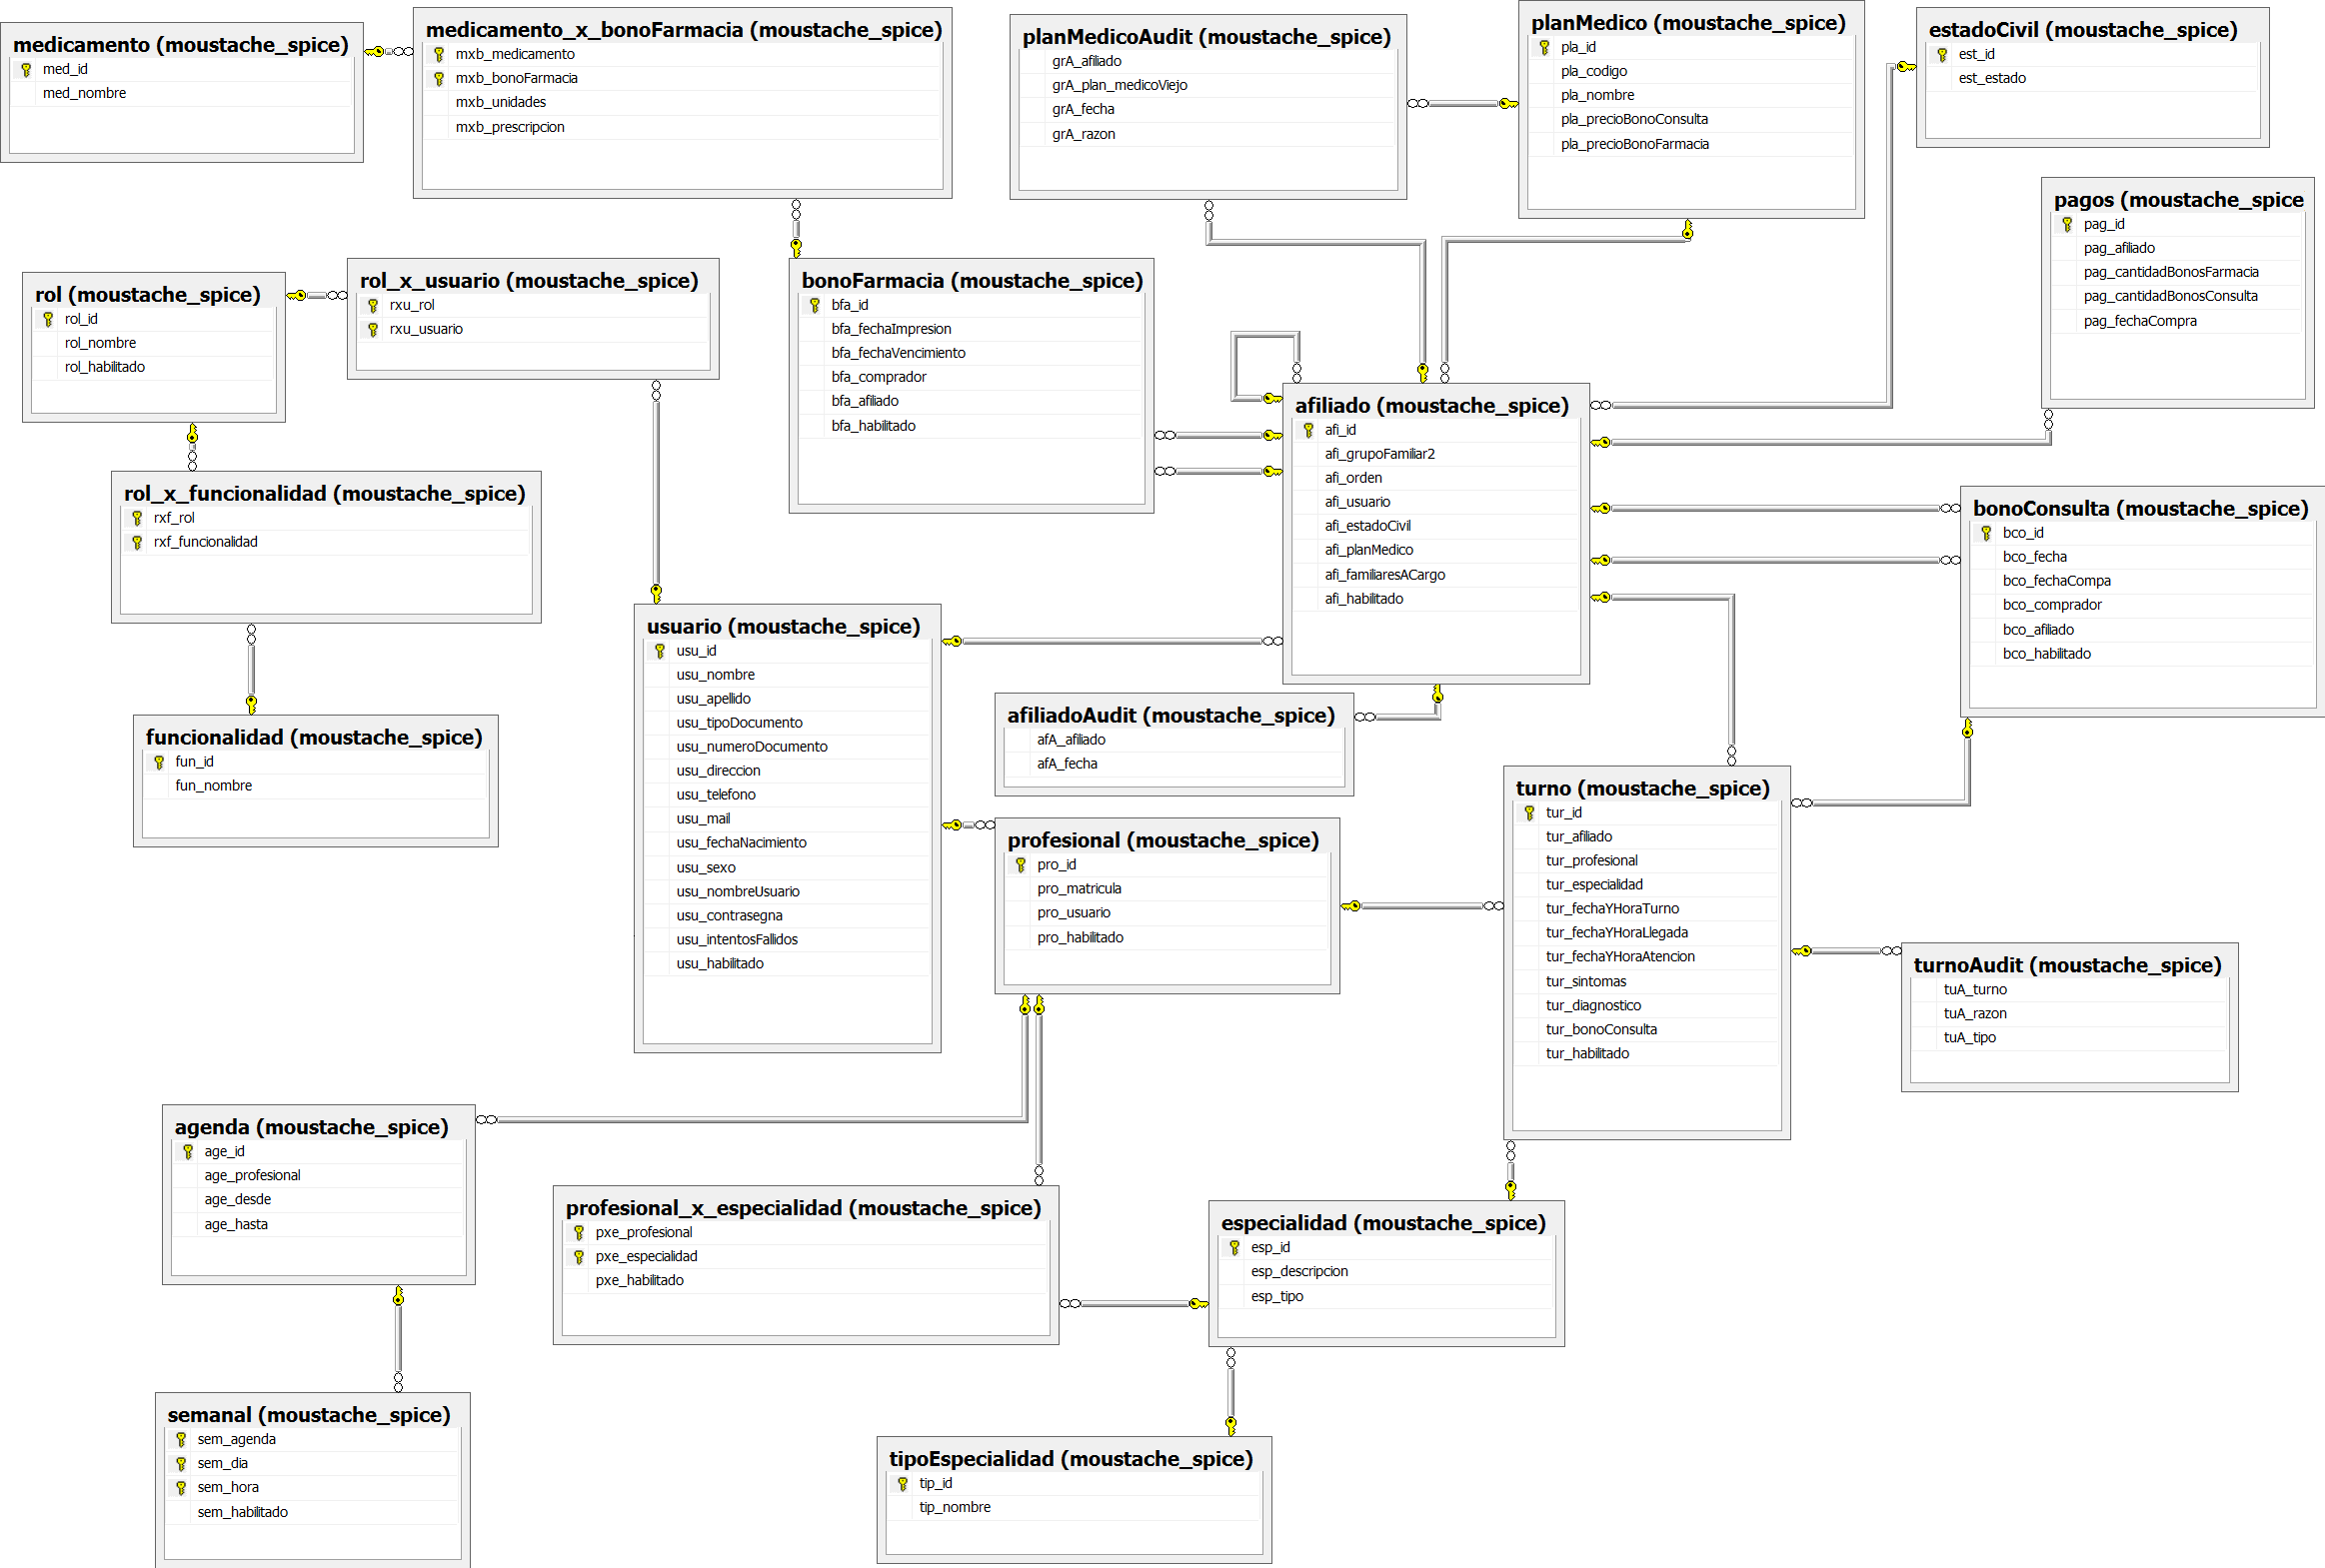 medicamento (moustache_spice)
med_id
med_nombre
medicamento_x_bonoFarmacia (moustache_spice)
mxb_medicamento
mxb_bonoFarmacia
mxb_unidades
mxb_prescripcion
planMedicoAudit (moustache_spice)
grA_afiliado
grA_plan_medicoViejo
grA_fecha
grA_razon
planMedico (moustache_spice)
pla_id
pla_codigo
pla_nombre
pla_precioBonoConsulta
pla_precioBonoFarmacia
estadoCivil (moustache_spice)
est_id
est_estado
pagos (moustache_spice
pag_id
pag_afiliado
pag_cantidadBonosFarmacia
pag_cantidadBonosConsulta
pag_fechaCompra
rol (moustache_spice)
rol_id
rol_nombre
rol_habilitado
rol_x_usuario (moustache_spice)
rxu_rol
rxu_usuario
bonoFarmacia (moustache_spice)
bfa_id
bfa_fechaImpresion
bfa_fechaVencimiento
bfa_comprador
bfa_afiliado
bfa_habilitado
afiliado (moustache_spice)
afi_id
afi_grupoFamiliar2
afi_orden
afi_usuario
afi_estadoCivil
afi_planMedico
afi_familiaresACargo
afi_habilitado
rol_x_funcionalidad (moustache_spice)
rxf_rol
rxf_funcionalidad
bonoConsulta (moustache_spice)
bco_id
bco_fecha
bco_fechaCompa
bco_comprador
bco_afiliado
bco_habilitado
usuario (moustache_spice)
usu_id
usu_nombre
usu_apellido
usu_tipoDocumento
usu_numeroDocumento
usu_direccion
usu_telefono
usu_mail
usu_fechaNacimiento
usu_sexo
usu_nombreUsuario
usu_contrasegna
usu_intentosFallidos
usu_habilitado
afiliadoAudit (moustache_spice)
afA_afiliado
afA_fecha
funcionalidad (moustache_spice)
fun_id
fun_nombre
profesional (moustache_spice)
pro_id
pro_matricula
pro_usuario
pro_habilitado
turno (moustache_spice)
tur_id
tur_afiliado
tur_profesional
tur_especialidad
tur_fechaYHoraTurno
tur_fechaYHoraLlegada
tur_fechaYHoraAtencion
tur_sintomas
tur_diagnostico
tur_bonoConsulta
tur_habilitado
turnoAudit (moustache_spice)
tuA_turno
tuA_razon
tuA_tipo
agenda (moustache_spice)
age_id
age_profesional
age_desde
age_hasta
profesional_x_especialidad (moustache_spice)
pxe_profesional
pxe_especialidad
pxe_habilitado
especialidad (moustache_spice)
esp_id
esp_descripcion
esp_tipo
semanal (moustache_spice)
sem_agenda
sem_dia
sem_hora
sem_habilitado
tipoEspecialidad (moustache_spice)
tip_id
tip_nombre